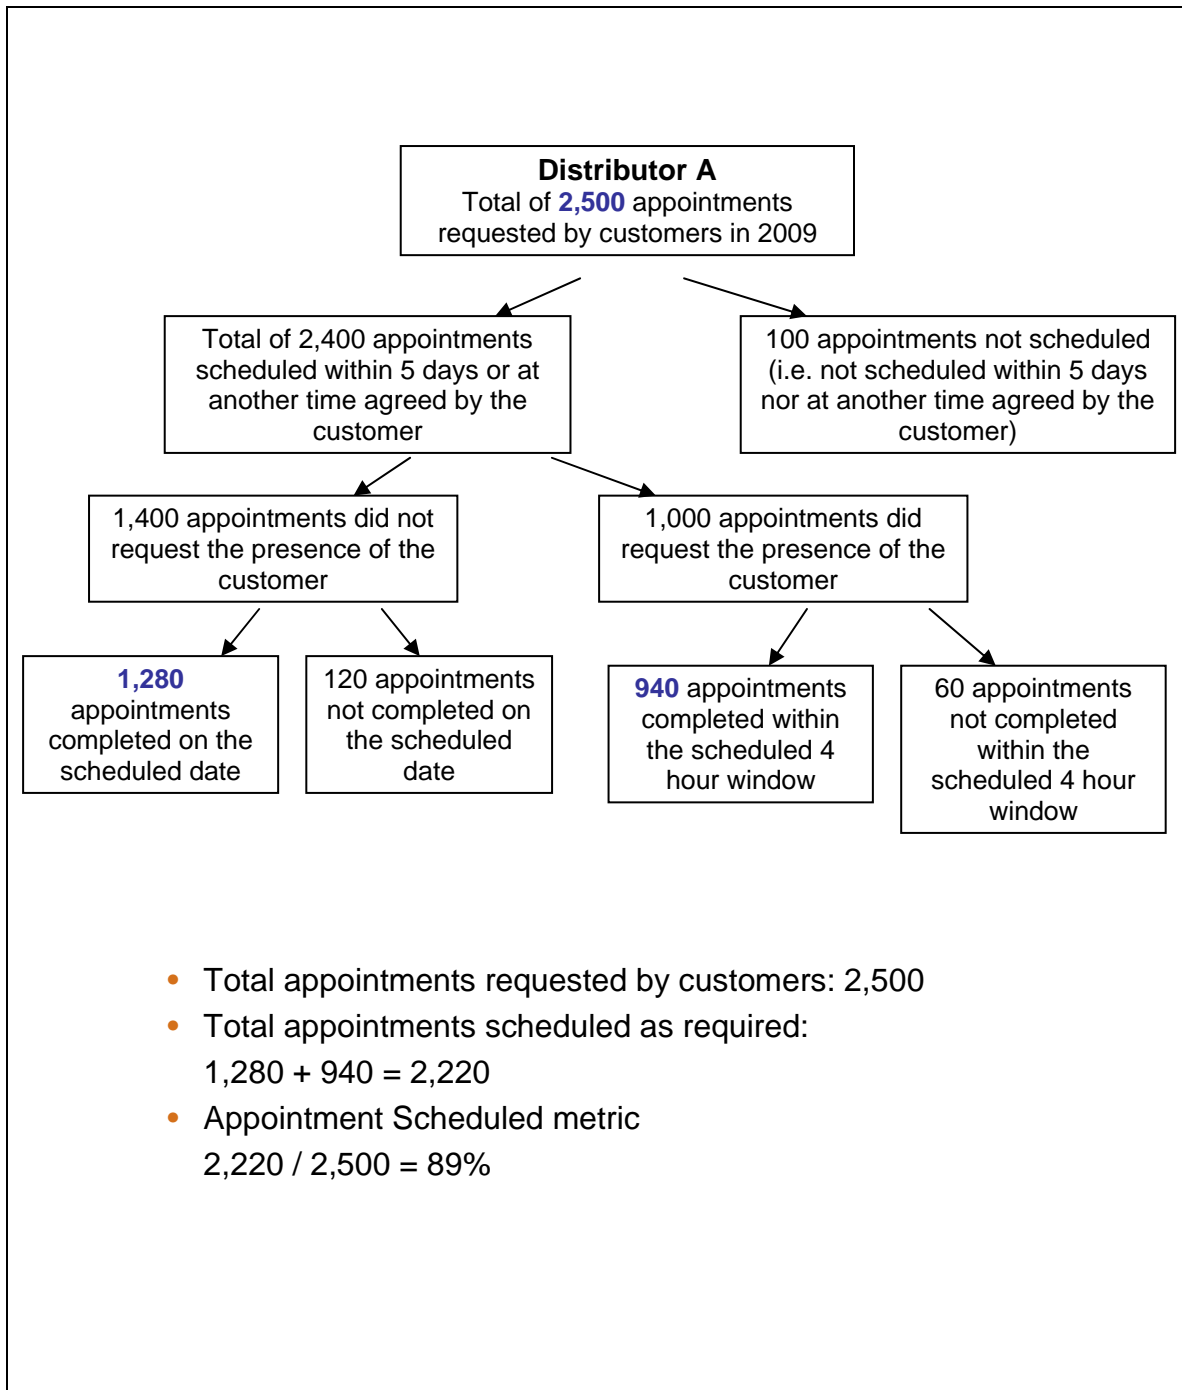 Distributor A
Total of 2,500 appointments
requested by customers in 2009
Total of 2,400 appointments
scheduled within 5 days or at
another time agreed by the
customer
100 appointments not scheduled
(i.e. not scheduled within 5 days
nor at another time agreed by the
customer)
1,400 appointments did not
request the presence of the
customer
1,000 appointments did
request the presence of the
customer
1,280
appointments
completed on the
scheduled date
120 appointments
not completed on
the scheduled
date
940 appointments
completed within
the scheduled 4
hour window
60 appointments
not completed
within the
scheduled 4 hour
window
• Total appointments requested by customers: 2,500
• Total appointments scheduled as required:
1,280 + 940 = 2,220
• Appointment Scheduled metric
2,220 / 2,500 = 89%